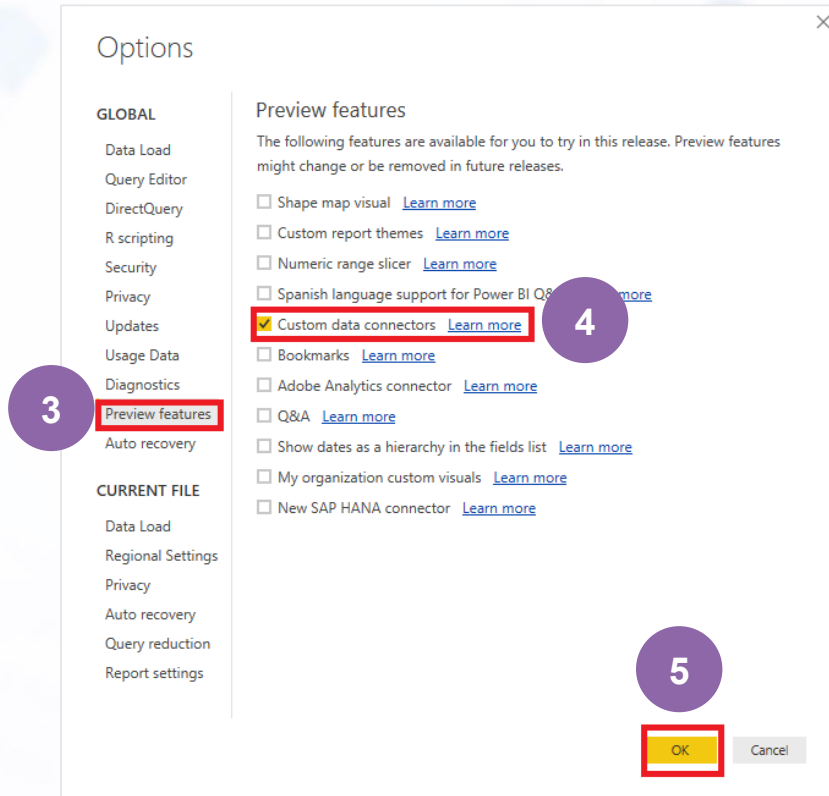 Options
GLOBAL
Data Load
Query Editor
DirectQuery
R scripting
Security
Privacy
Updates
Usage Data
Diagnostics
3
Preview features
Auto recovery
CURRENT FILE
Data Load
Regional Settings
Privacy
Auto recovery
Query reduction
Report settings
Preview features
The following features are available for you to try in this release. Preview features
might change or be removed in future releases.
Shape map visual Learn more
Custom report themes Learn more
Numeric range slicer Learn more
Spanish language support for Power BI Q& more
Custom data connectors Learn more
4
Bookmarks Learn more
Adobe Analytics connector Learn more
Q&A Learn more
Show dates as a hierarchy in the fields list Learn more
My organization custom visuals Learn more
New SAP HANA connector Learn more
5
OK Cancel